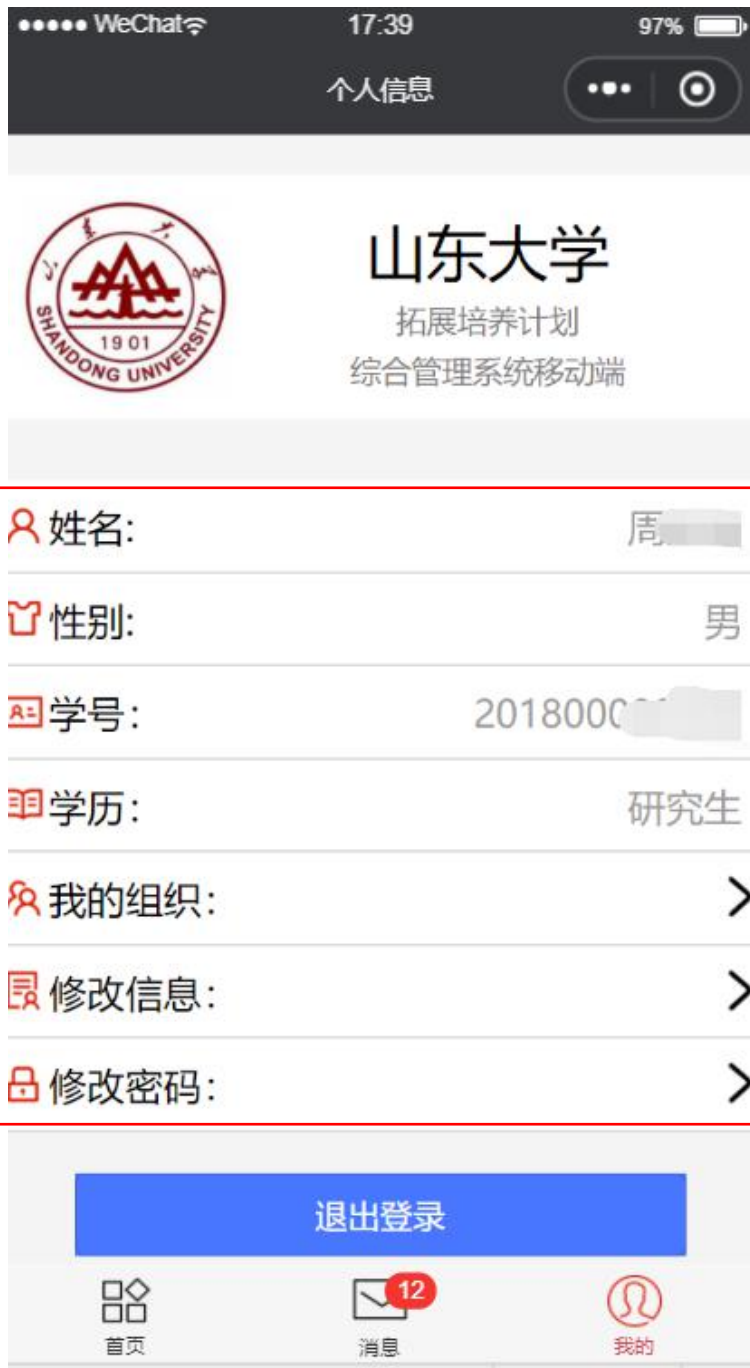 WeChat 17:39 97%
个人信息
山东大学
SHANDONG UNIVERSITY
1901
拓展培养计划
综合管理系统移动端
姓名: 周
性别: 男
学号: 201800
学历: 研究生
我的组织:
修改信息:
修改密码:
退出登录
12
首页 消息 我的